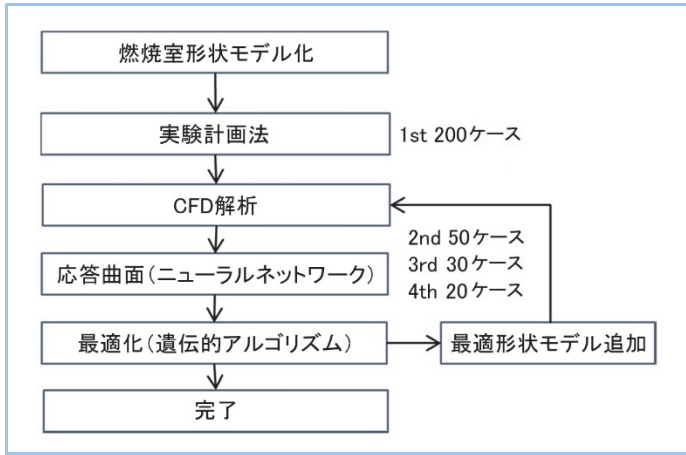 燃焼室形状モデル化
実験計画法
1st 200ケース
CFD解析
2nd 50ケース
3rd 30ケース
4th 20ケース
応答曲面(ニューラルネットワーク)
最適化(遺伝的アルゴリズム)
最適形状モデル追加
完了